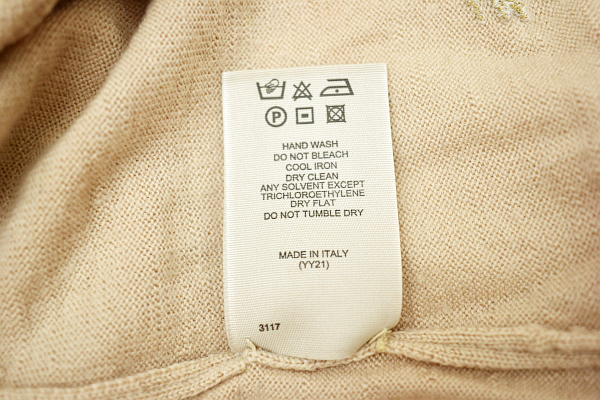 P
HAND WASH
DO NOT BLEACH
COOL IRON
DRY CLEAN
ANY SOLVENT EXCEPT
TRICHLOROETHYLENE
DRY FLAT
DO NOT TUMBLE DRY
MADE IN ITALY
(YY21)
3117